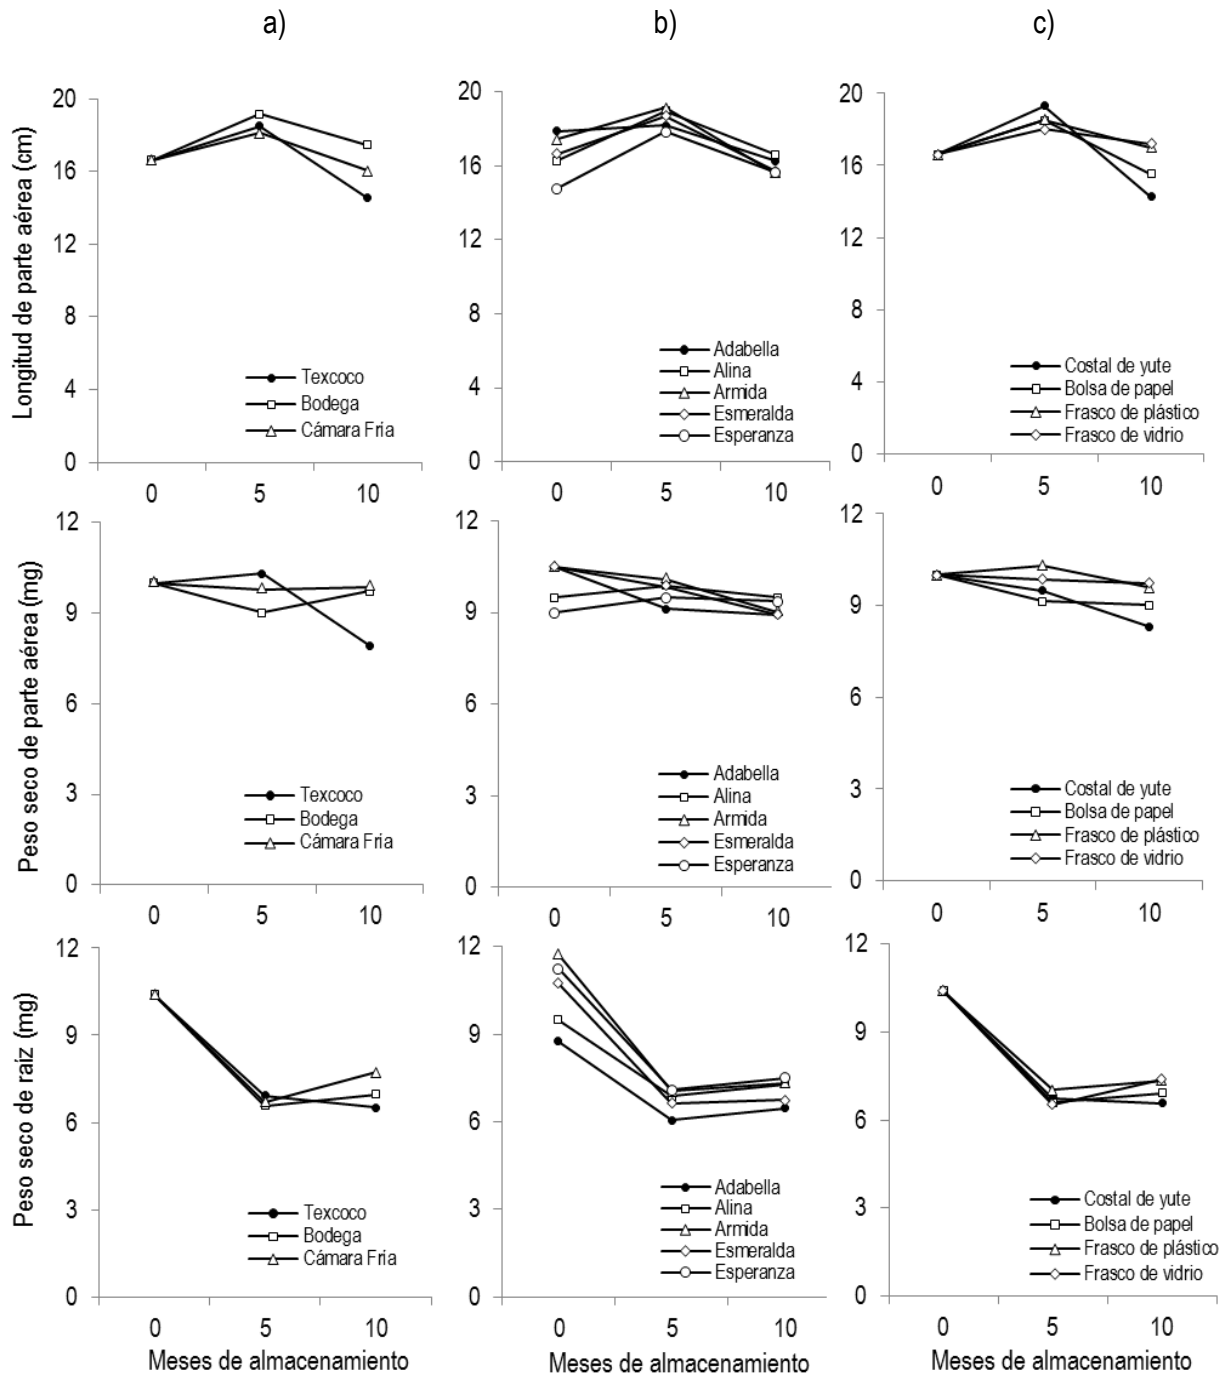 a)
b)
c)
Longitud de parte aérea (cm)
20
16
12
8
4
0
0 5 10
Texcoco
Bodega
Cámara Fría
20
16
12
8
4
0
0 5 10
Adabella
Alina
Armida
Esmeralda
Esperanza
20
16
12
8
4
0
0 5 10
Costal de yute
Bolsa de papel
Frasco de plástico
Frasco de vidrio
Peso seco de parte aérea (mg)
12
9
6
3
0
0 5 10
Texcoco
Bodega
Cámara Fría
12
9
6
3
0
0 5 10
Adabella
Alina
Armida
Esmeralda
Esperanza
12
9
6
3
0
0 5 10
Costal de yute
Bolsa de papel
Frasco de plástico
Frasco de vidrio
Peso seco de raíz (mg)
12
9
6
3
0
0 5 10
Texcoco
Bodega
Cámara Fría
Meses de almacenamiento
12
9
6
3
0
0 5 10
Adabella
Alina
Armida
Esmeralda
Esperanza
Meses de almacenamiento
12
9
6
3
0
0 5 10
Costal de yute
Bolsa de papel
Frasco de plástico
Frasco de vidrio
Meses de almacenamiento